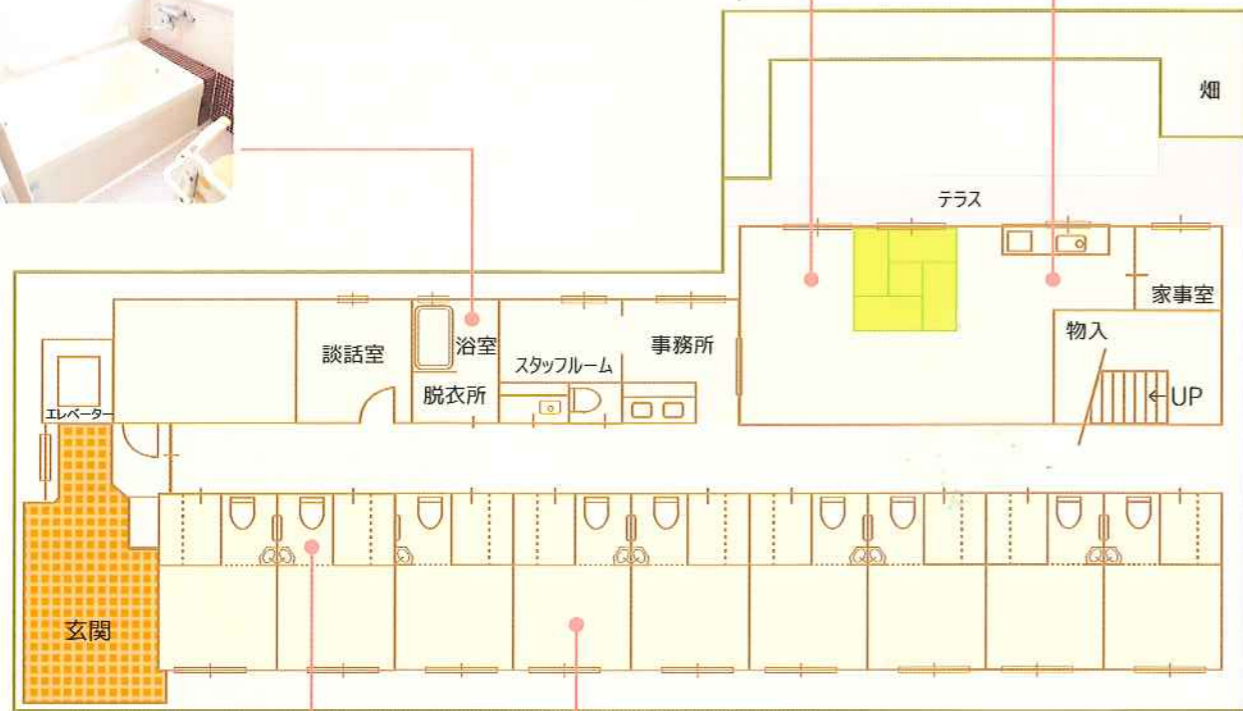 畑
テラス
家事室
物入
←UP
事務所
スタッフルーム
浴室
脱衣所
談話室
エレベーター
玄関